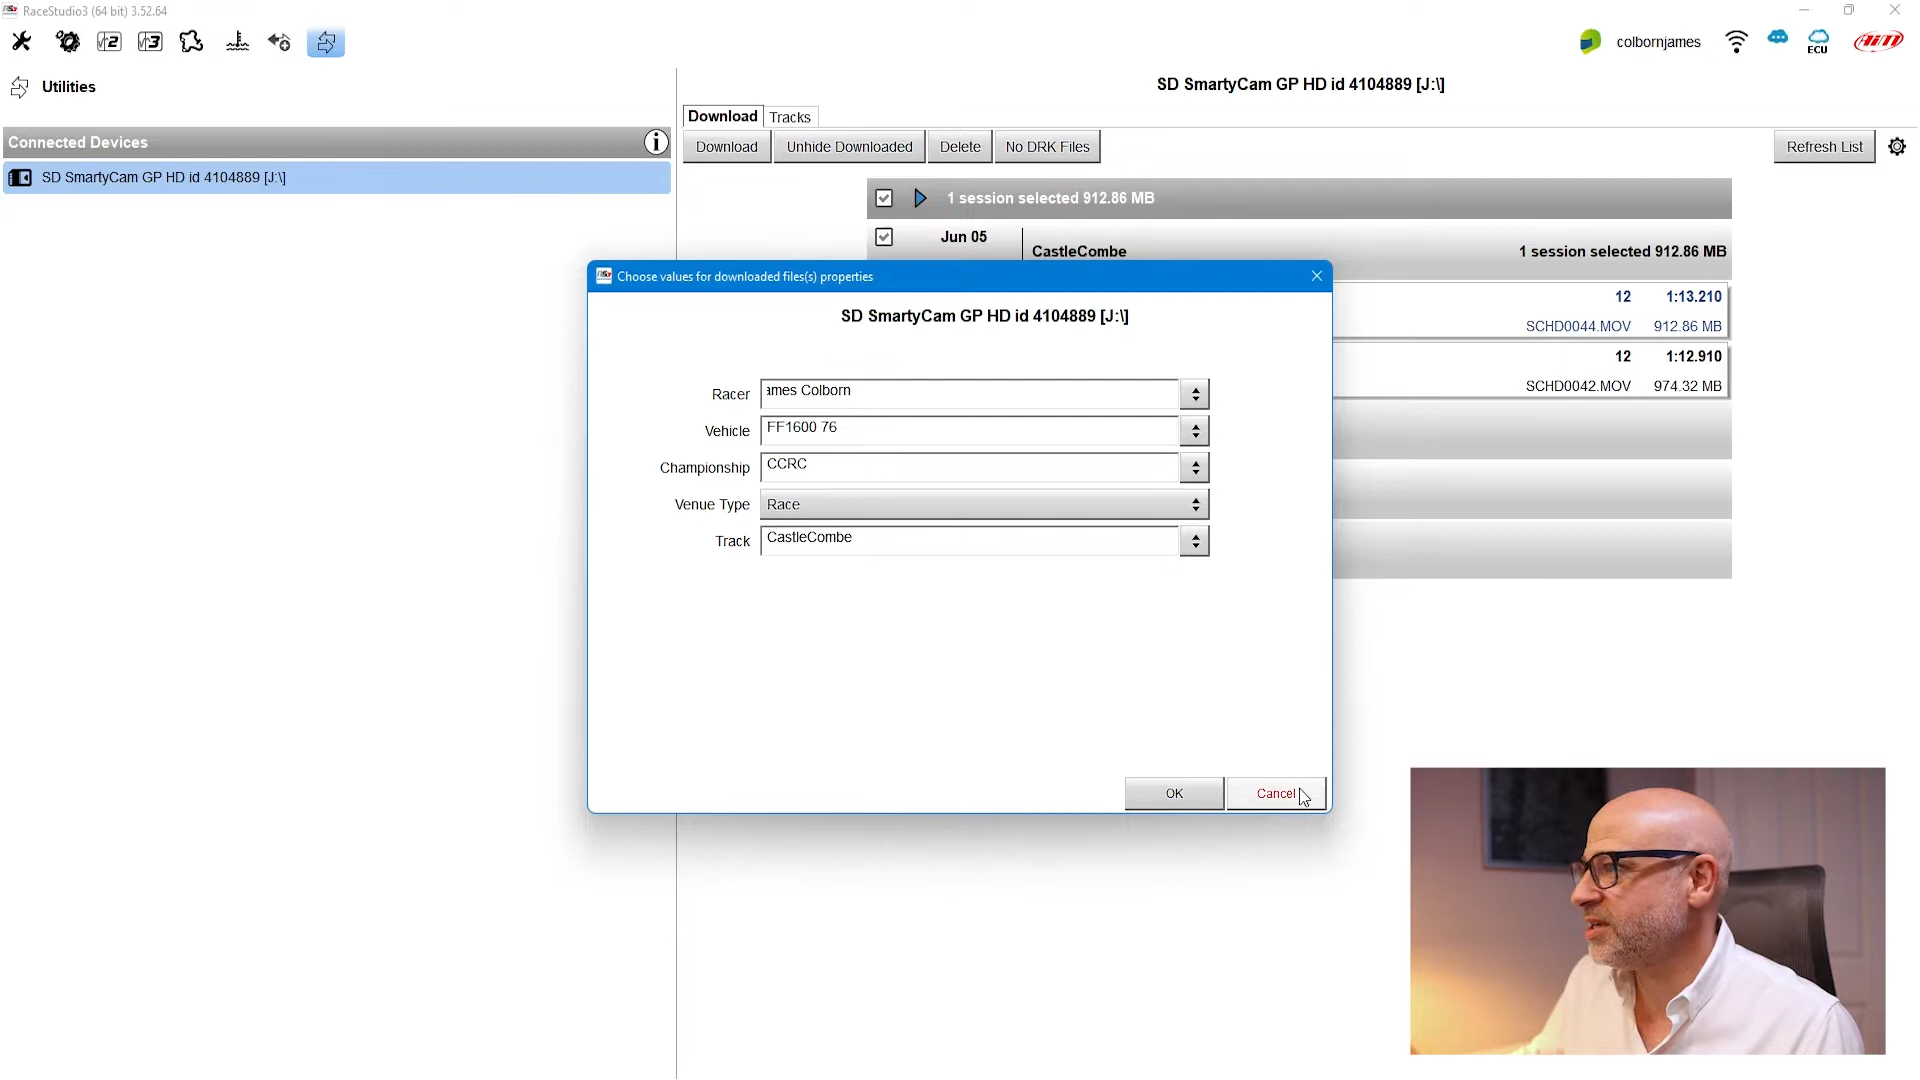 RaceStudio3 (64 bit) 3.52.64
colbornjames
ECU
AiM
Utilities
SD SmartyCam GP HD id 4104889 [J:\]
Connected Devices
SD SmartyCam GP HD id 4104889 [J:\]
Download Tracks
Download Unhide Downloaded Delete No DRK Files Refresh List
1 session selected 912.86 MB
Jun 05 CastleCombe 1 session selected 912.86 MB
12 1:13.210
SCHD0044.MOV 912.86 MB
12 1:12.910
SCHD0042.MOV 974.32 MB
Choose values for downloaded files(s) properties
SD SmartyCam GP HD id 4104889 [J:\]
Racer ames Colborn
Vehicle FF1600 76
Championship CCRC
Venue Type Race
Track CastleCombe
OK Cancel